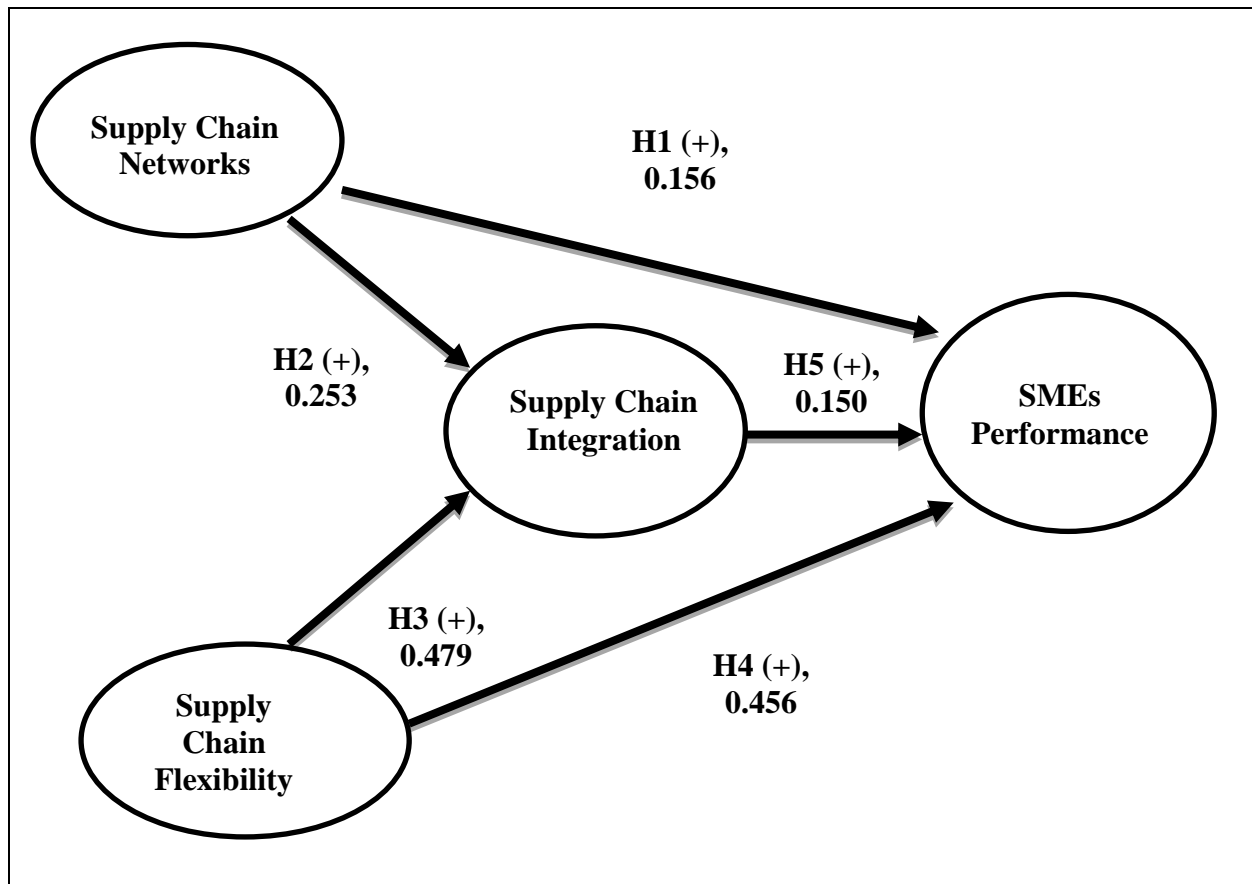 Supply Chain
Networks
H1 (+),
0.156
H2 (+),
0.253
Supply Chain
Integration
H5 (+),
0.150
SMEs
Performance
H3 (+),
0.479
H4 (+),
0.456
Supply
Chain
Flexibility